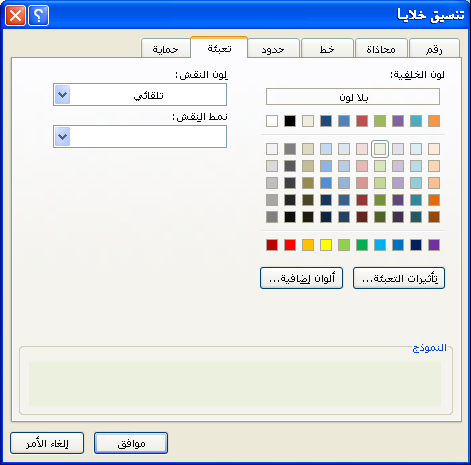 تنسيق خلايا
رقم
محاذاة
خط
حدود
تعبئة
حماية
لون الخلفية:
بلا لون
تأثيرات التعبئة...
ألوان إضافية...
لون النقش:
تلقائي
نمط النقش:
النموذج
موافق
إلغاء الأمر